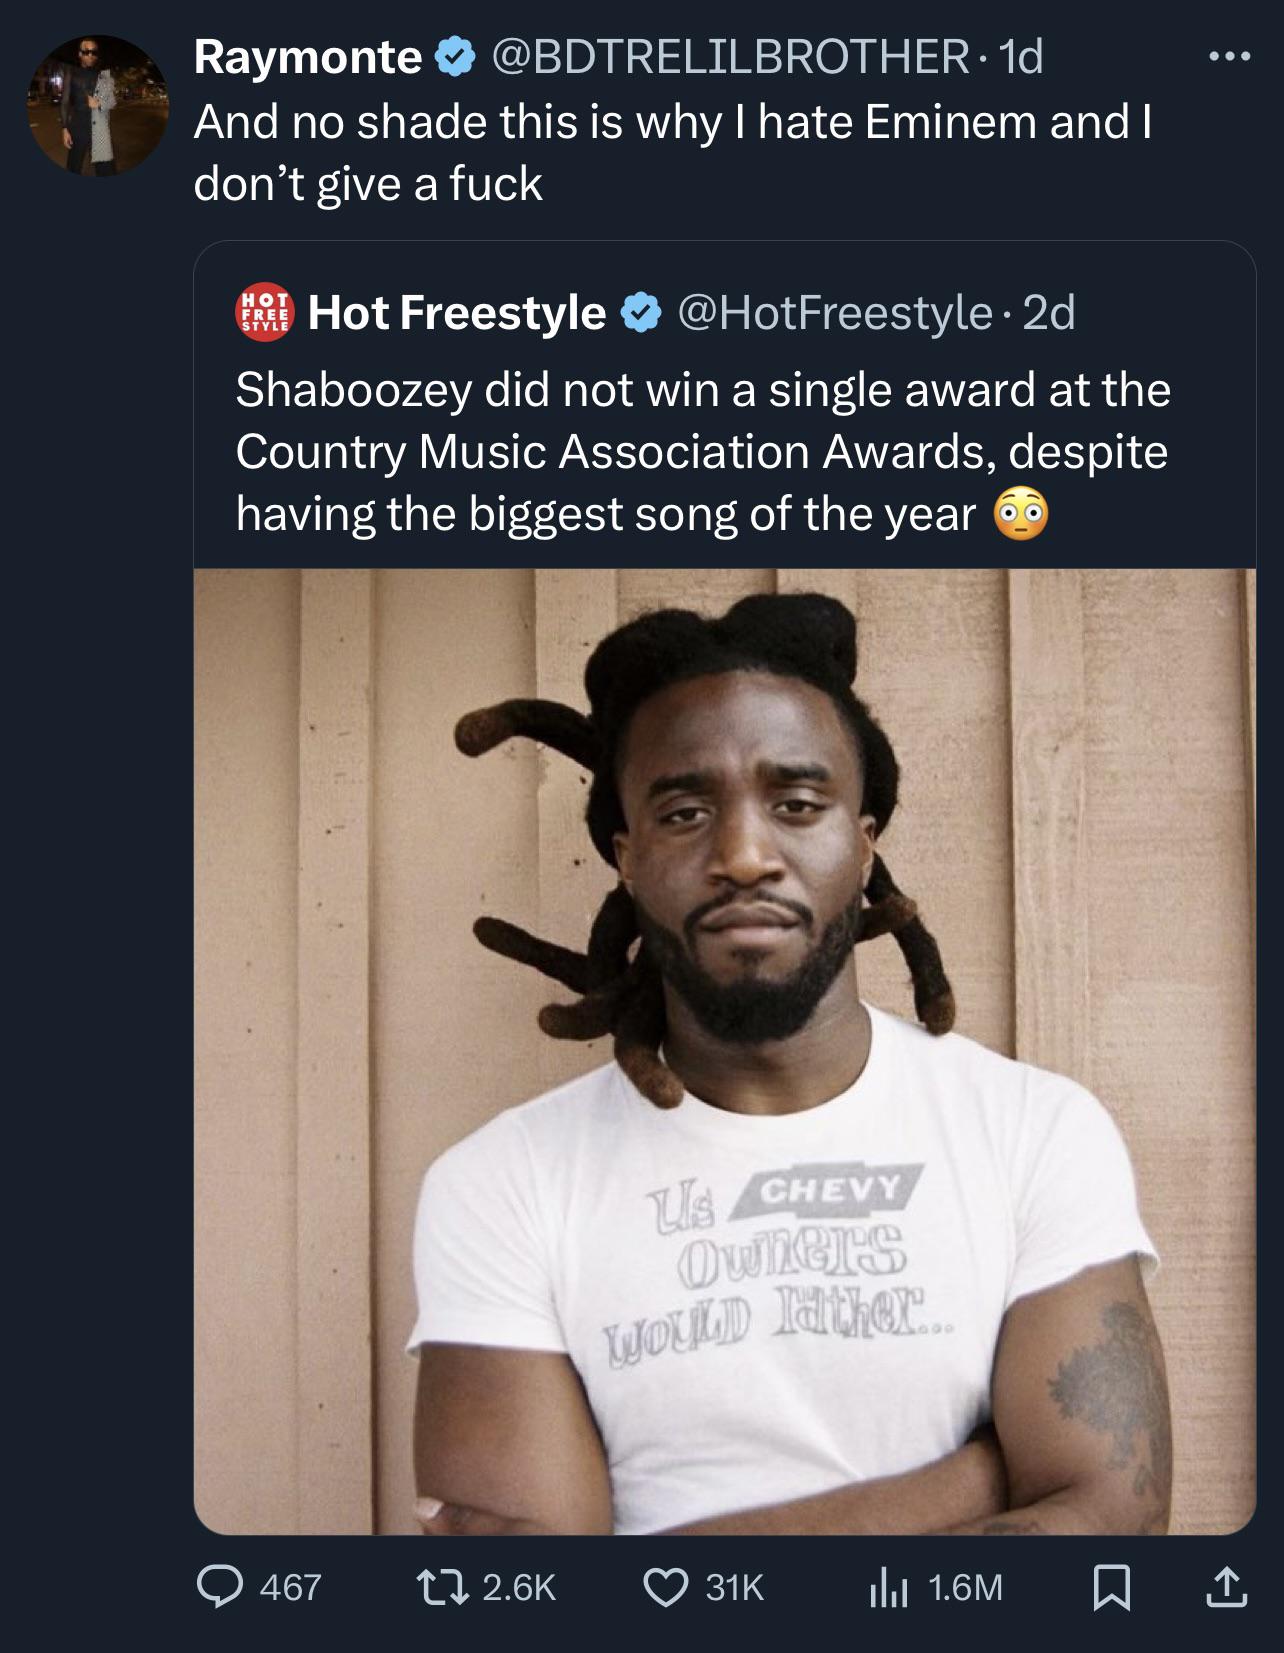 Raymonte @BDTRELILBROTHER · 1d
And no shade this is why I hate Eminem and I
don’t give a fuck
HOT
FREE
STYLE
Hot Freestyle @HotFreestyle · 2d
Shaboozey did not win a single award at the
Country Music Association Awards, despite
having the biggest song of the year 😳
Us CHEVY
Owners
WOULD rather...
467 2.6K 31K 1.6M